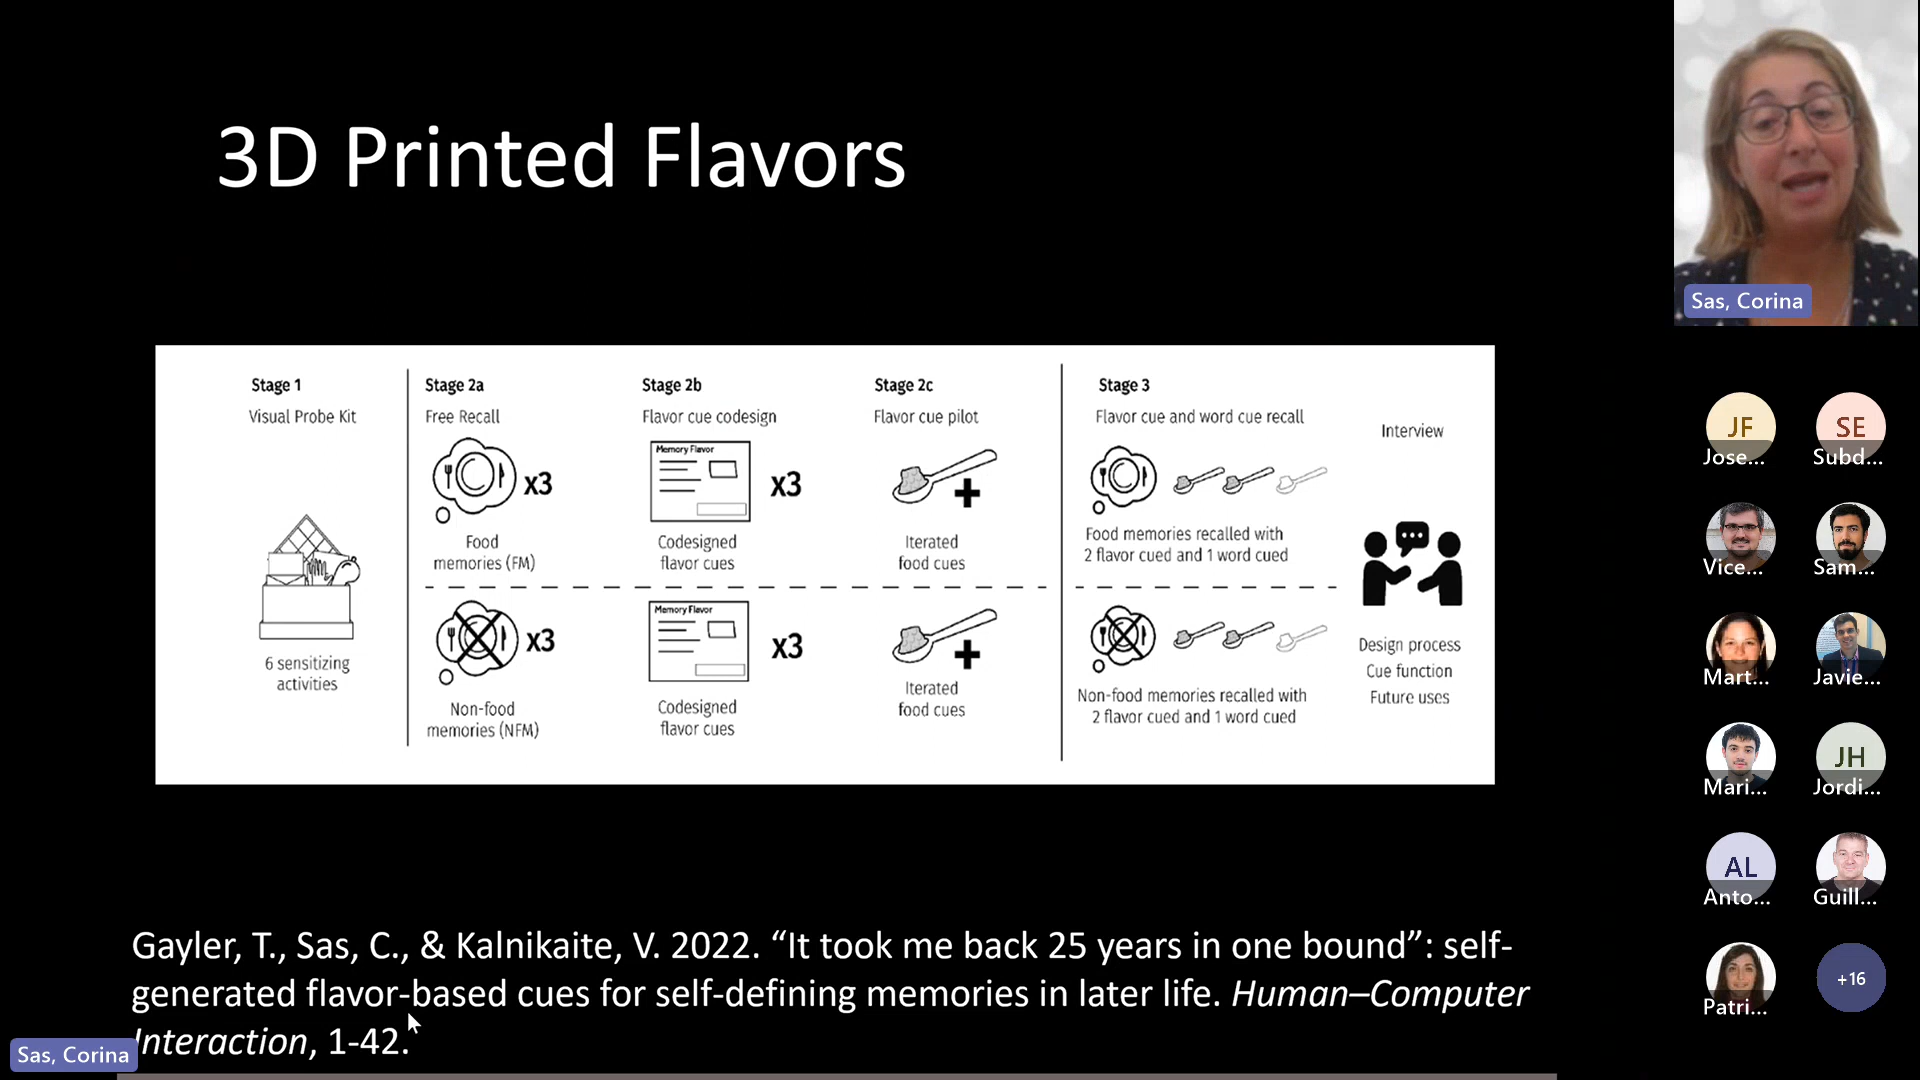 3D Printed Flavors
Stage 1
Visual Probe Kit
6 sensitizing
activities
Stage 2a
Free Recall
x3
Food
memories (FM)
x3
Non-food
memories (NFM)
Stage 2b
Flavor cue codesign
Memory Flavor
x3
Codesigned
flavor cues
Memory Flavor
x3
Codesigned
flavor cues
Stage 2c
Flavor cue pilot
+
Iterated
food cues
+
Iterated
food cues
Stage 3
Flavor cue and word cue recall
Food memories recalled with
2 flavor cued and 1 word cued
Non-food memories recalled with
2 flavor cued and 1 word cued
Interview
Design process
Cue function
Future uses
Gayler, T., Sas, C., & Kalnikaite, V. 2022. “It took me back 25 years in one bound”: self-
generated flavor-based cues for self-defining memories in later life. Human–Computer
Interaction, 1-42.
Sas, Corina
Sas, Corina
JF
Jose...
SE
Subd...
Vice...
Sam...
Mart...
Javie...
Mari...
JH
Jordi...
AL
Anto...
Guill...
Patri...
+16